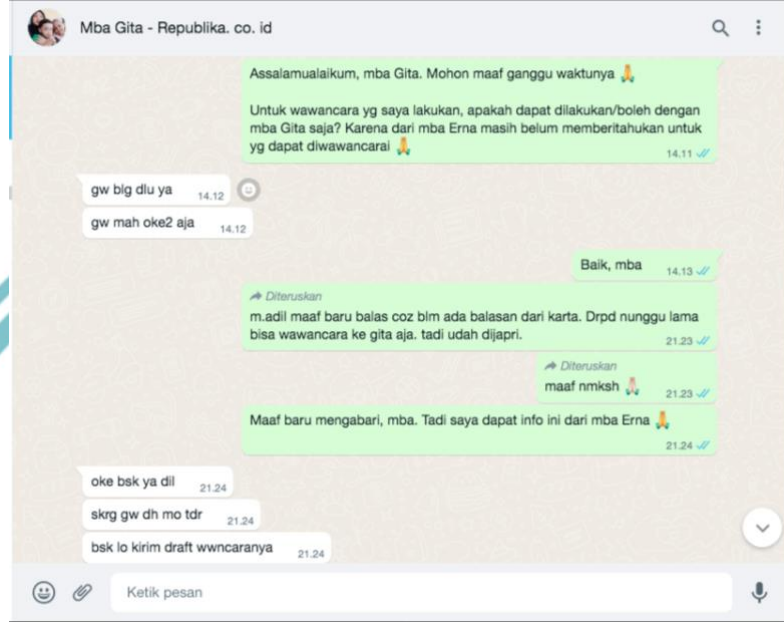 Mba Gita - Republika. co. id
Assalamualaikum, mba Gita. Mohon maaf ganggu waktunya 🙏
Untuk wawancara yg saya lakukan, apakah dapat dilakukan/boleh dengan
mba Gita saja? Karena dari mba Erna masih belum memberitahukan untuk
yg dapat diwawancarai 🙏
14.11
gw blg dlu ya 14.12
gw mah oke2 aja 14.12
Baik, mba 14.13
Diteruskan
m.adil maaf baru balas coz blm ada balasan dari karta. Drpd nunggu lama
bisa wawancara ke gita aja. tadi udah dijapri. 21.23
Diteruskan
maaf nmksh 🙏 21.23
Maaf baru mengabari, mba. Tadi saya dapat info ini dari mba Erna 🙏
21.24
oke bsk ya dil 21.24
skrg gw dh mo tdr 21.24
bsk lo kirim draft wwncaranya 21.24
Ketik pesan